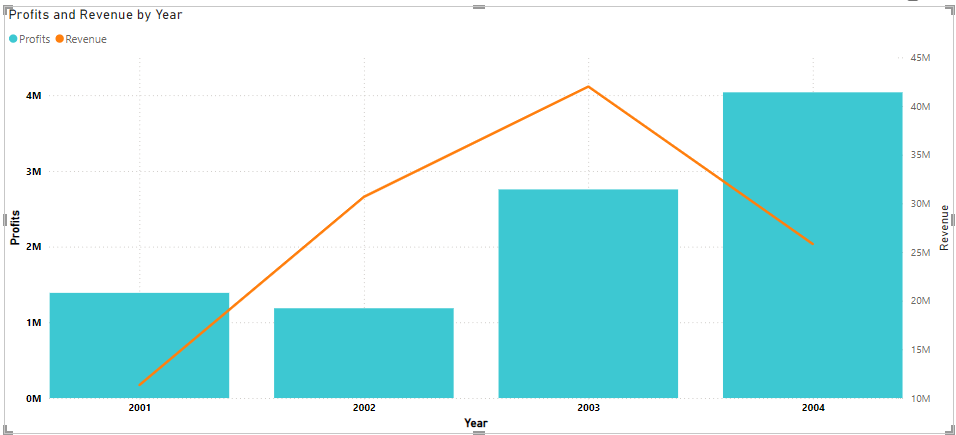 Profits and Revenue by Year
Profits Revenue
45M
4M
40M
35M
3M
30M
Profits
Revenue
2M
25M
20M
1M
15M
0M
10M
2001 2002 2003 2004
Year